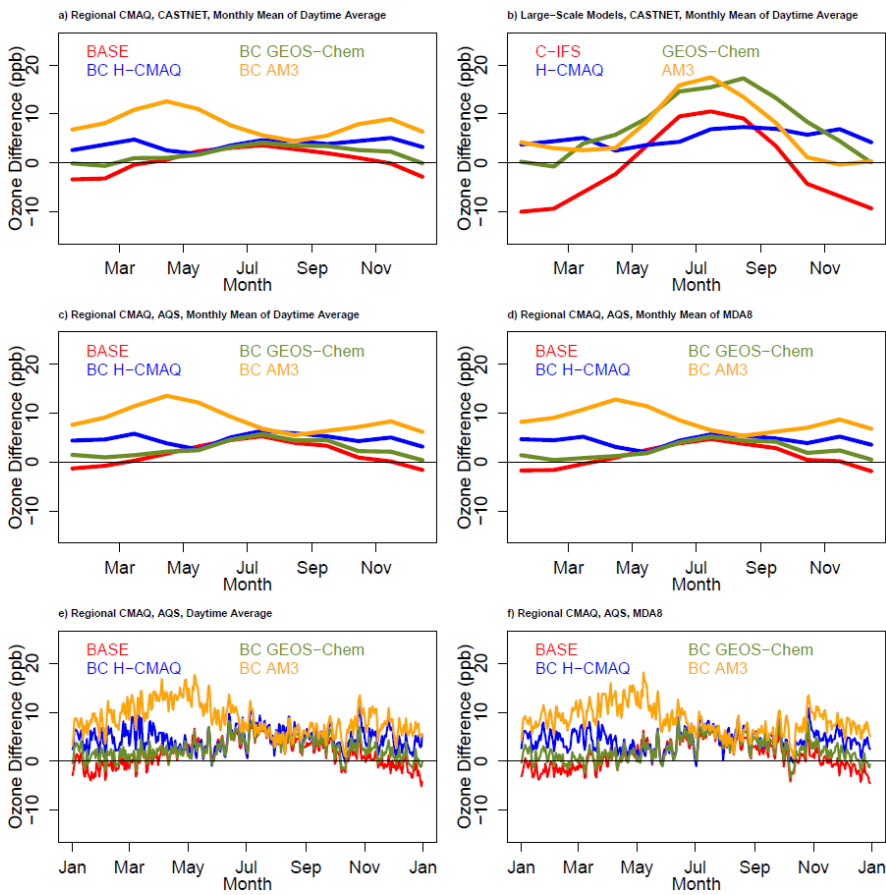 a) Regional CMAQ, CASTNET, Monthly Mean of Daytime Average
BASE
BC GEOS−Chem
BC H−CMAQ
BC AM3
Ozone Difference (ppb)
20
10
0
−10
Mar
May
Jul
Sep
Nov
Month
b) Large−Scale Models, CASTNET, Monthly Mean of Daytime Average
C−IFS
GEOS−Chem
H−CMAQ
AM3
Ozone Difference (ppb)
20
10
0
−10
Mar
May
Jul
Sep
Nov
Month
c) Regional CMAQ, AQS, Monthly Mean of Daytime Average
BASE
BC GEOS−Chem
BC H−CMAQ
BC AM3
Ozone Difference (ppb)
20
10
0
−10
Mar
May
Jul
Sep
Nov
Month
d) Regional CMAQ, AQS, Monthly Mean of MDA8
BASE
BC GEOS−Chem
BC H−CMAQ
BC AM3
Ozone Difference (ppb)
20
10
0
−10
Mar
May
Jul
Sep
Nov
Month
e) Regional CMAQ, AQS, Daytime Average
BASE
BC GEOS−Chem
BC H−CMAQ
BC AM3
Ozone Difference (ppb)
20
10
0
−10
Jan
Mar
May
Jul
Sep
Nov
Jan
Month
f) Regional CMAQ, AQS, MDA8
BASE
BC GEOS−Chem
BC H−CMAQ
BC AM3
Ozone Difference (ppb)
20
10
0
−10
Jan
Mar
May
Jul
Sep
Nov
Jan
Month